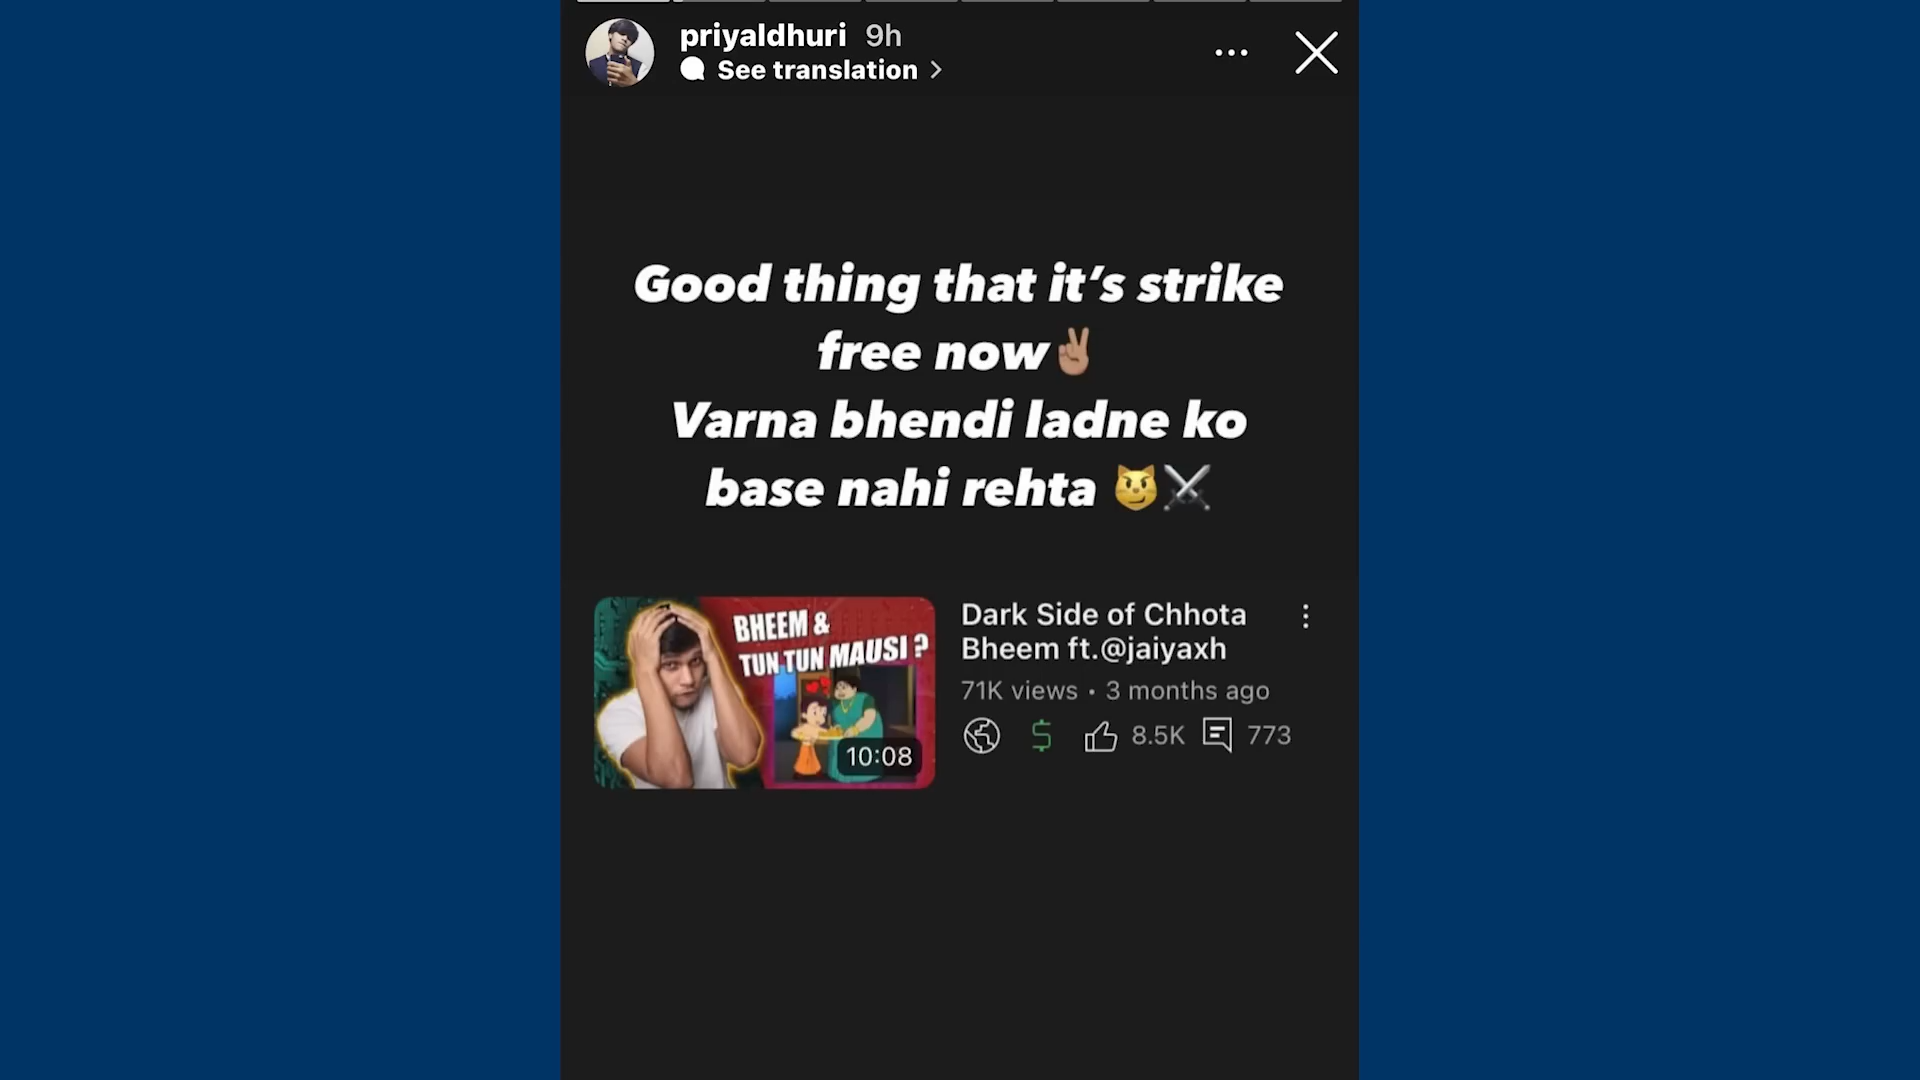 priyaldhuri 9h
See translation >
Good thing that it’s strike
free now✌🏽
Varna bhendi ladne ko
base nahi rehta 😼⚔️
BHEEM &
TUN TUN MAUSI ?
10:08
Dark Side of Chhota
Bheem ft.@jaiyaxh
71K views • 3 months ago
$ 8.5K 773